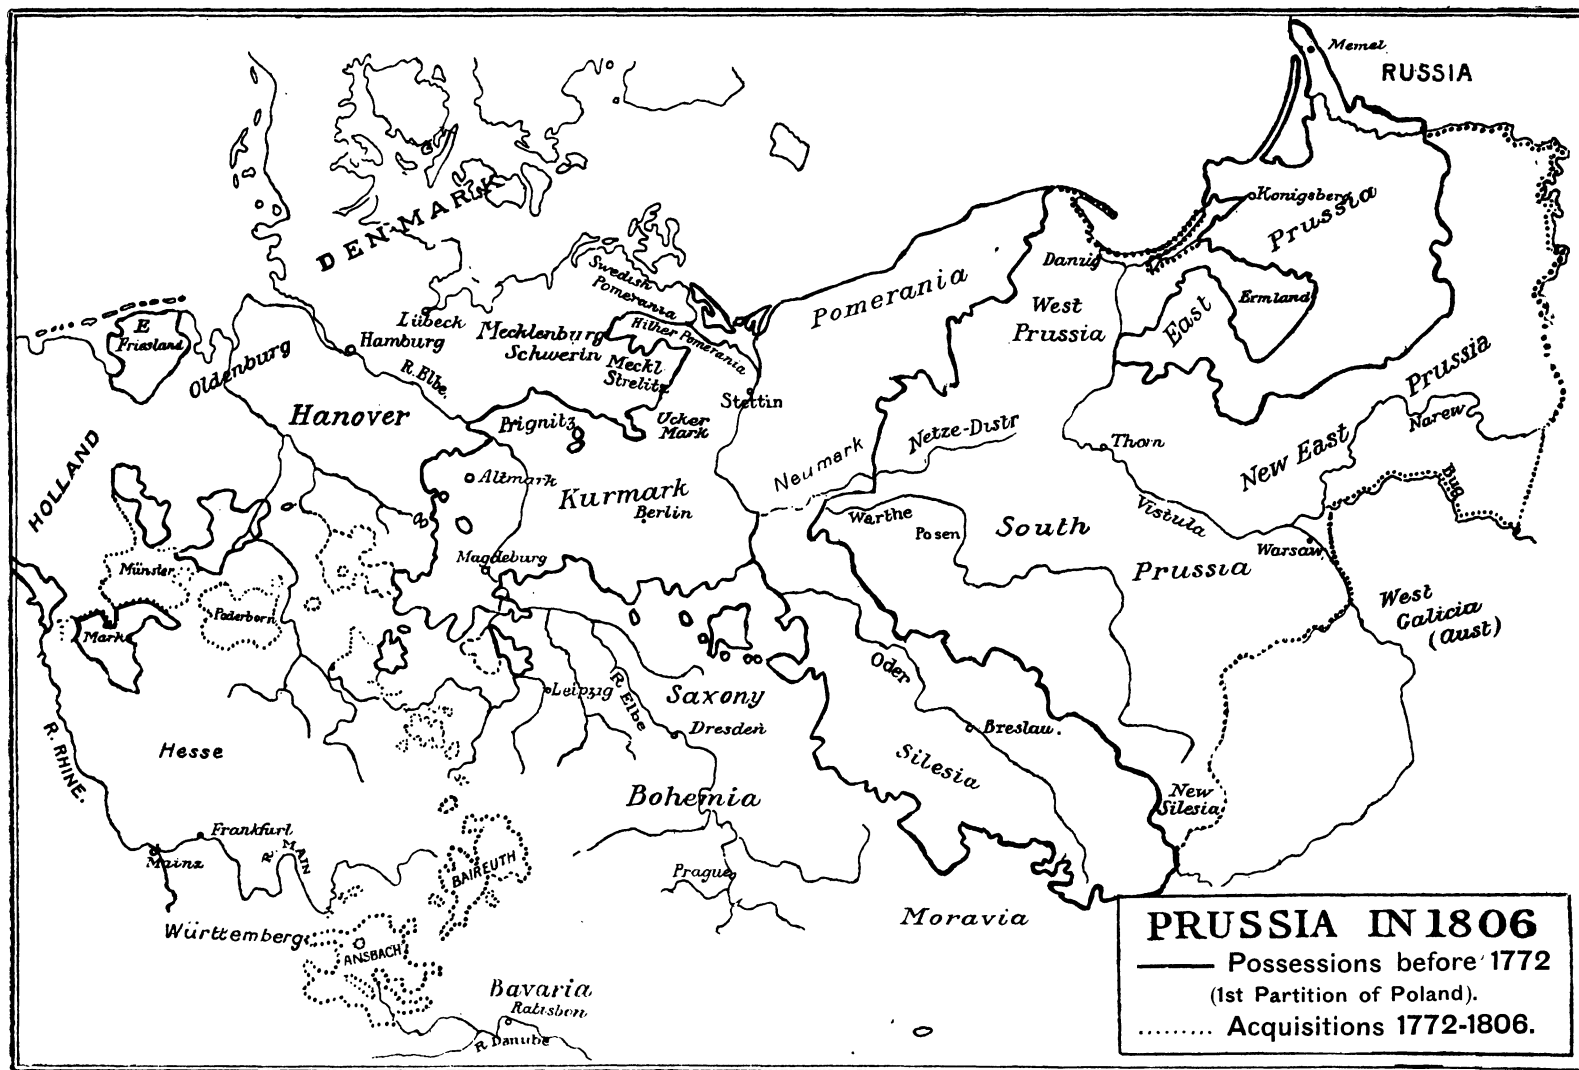 Memel
RUSSIA
DENMARK
Konigsberg
Prussia
Danzig
Swedish
Pomerania
Pomerania
West
Prussia
East
Ermland
E
Friesland
Lübeck
Hamburg
Mecklenburg
Schwerin
Hither Pomerania
Meckl
Strelitz
Oldenburg
R. Elbe.
Stettin
Prussia
Hanover
Prignitz
Ucker
Mark
Netze-Distr
Thorn
New East
Narew
HOLLAND
Altmark
Kurmark
Berlin
Neumark
Warthe
Posen
South
Prussia
Vistula
Warsaw
Bug
Magdeburg
Münster
Paderborn
Mark
West
Galicia
(Aust)
Oder
Leipzig
R Elbe
Saxony
Dresden
Breslau.
R. RHINE.
Hesse
Silesia
Bohemia
New
Silesia
Frankfurl
Mainz
R. MAIN
BAIREUTH
Prague
Moravia
Württemberg
ANSBACH
Bavaria
Ratisbon
R Danube
PRUSSIA IN 1806
Possessions before 1772
(1st Partition of Poland).
......... Acquisitions 1772-1806.